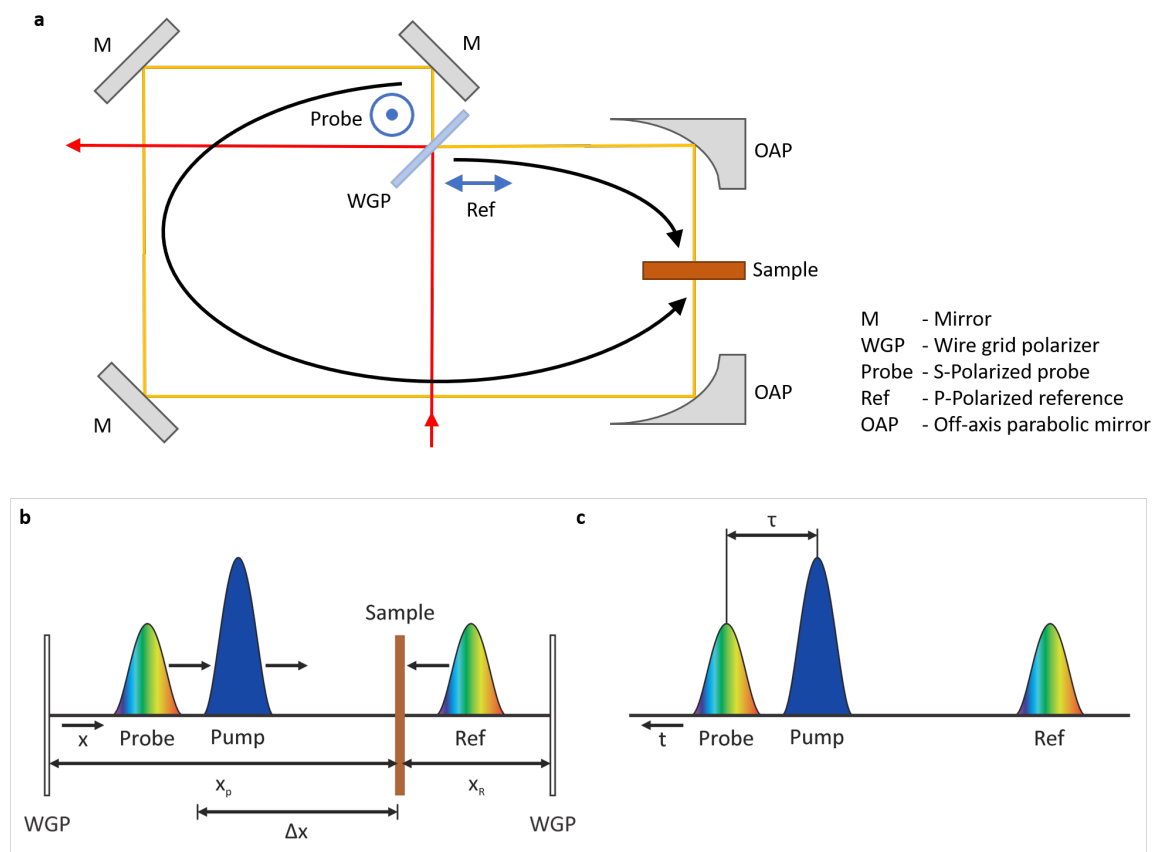 a
M
M
Probe
OAP
WGP
Ref
Sample
M - Mirror
WGP - Wire grid polarizer
Probe - S-Polarized probe
Ref - P-Polarized reference
OAP - Off-axis parabolic mirror
OAP
M
b
Sample
x
Probe
Pump
Ref
xₚ
x_R
Δx
WGP
WGP
c
τ
t
Probe
Pump
Ref